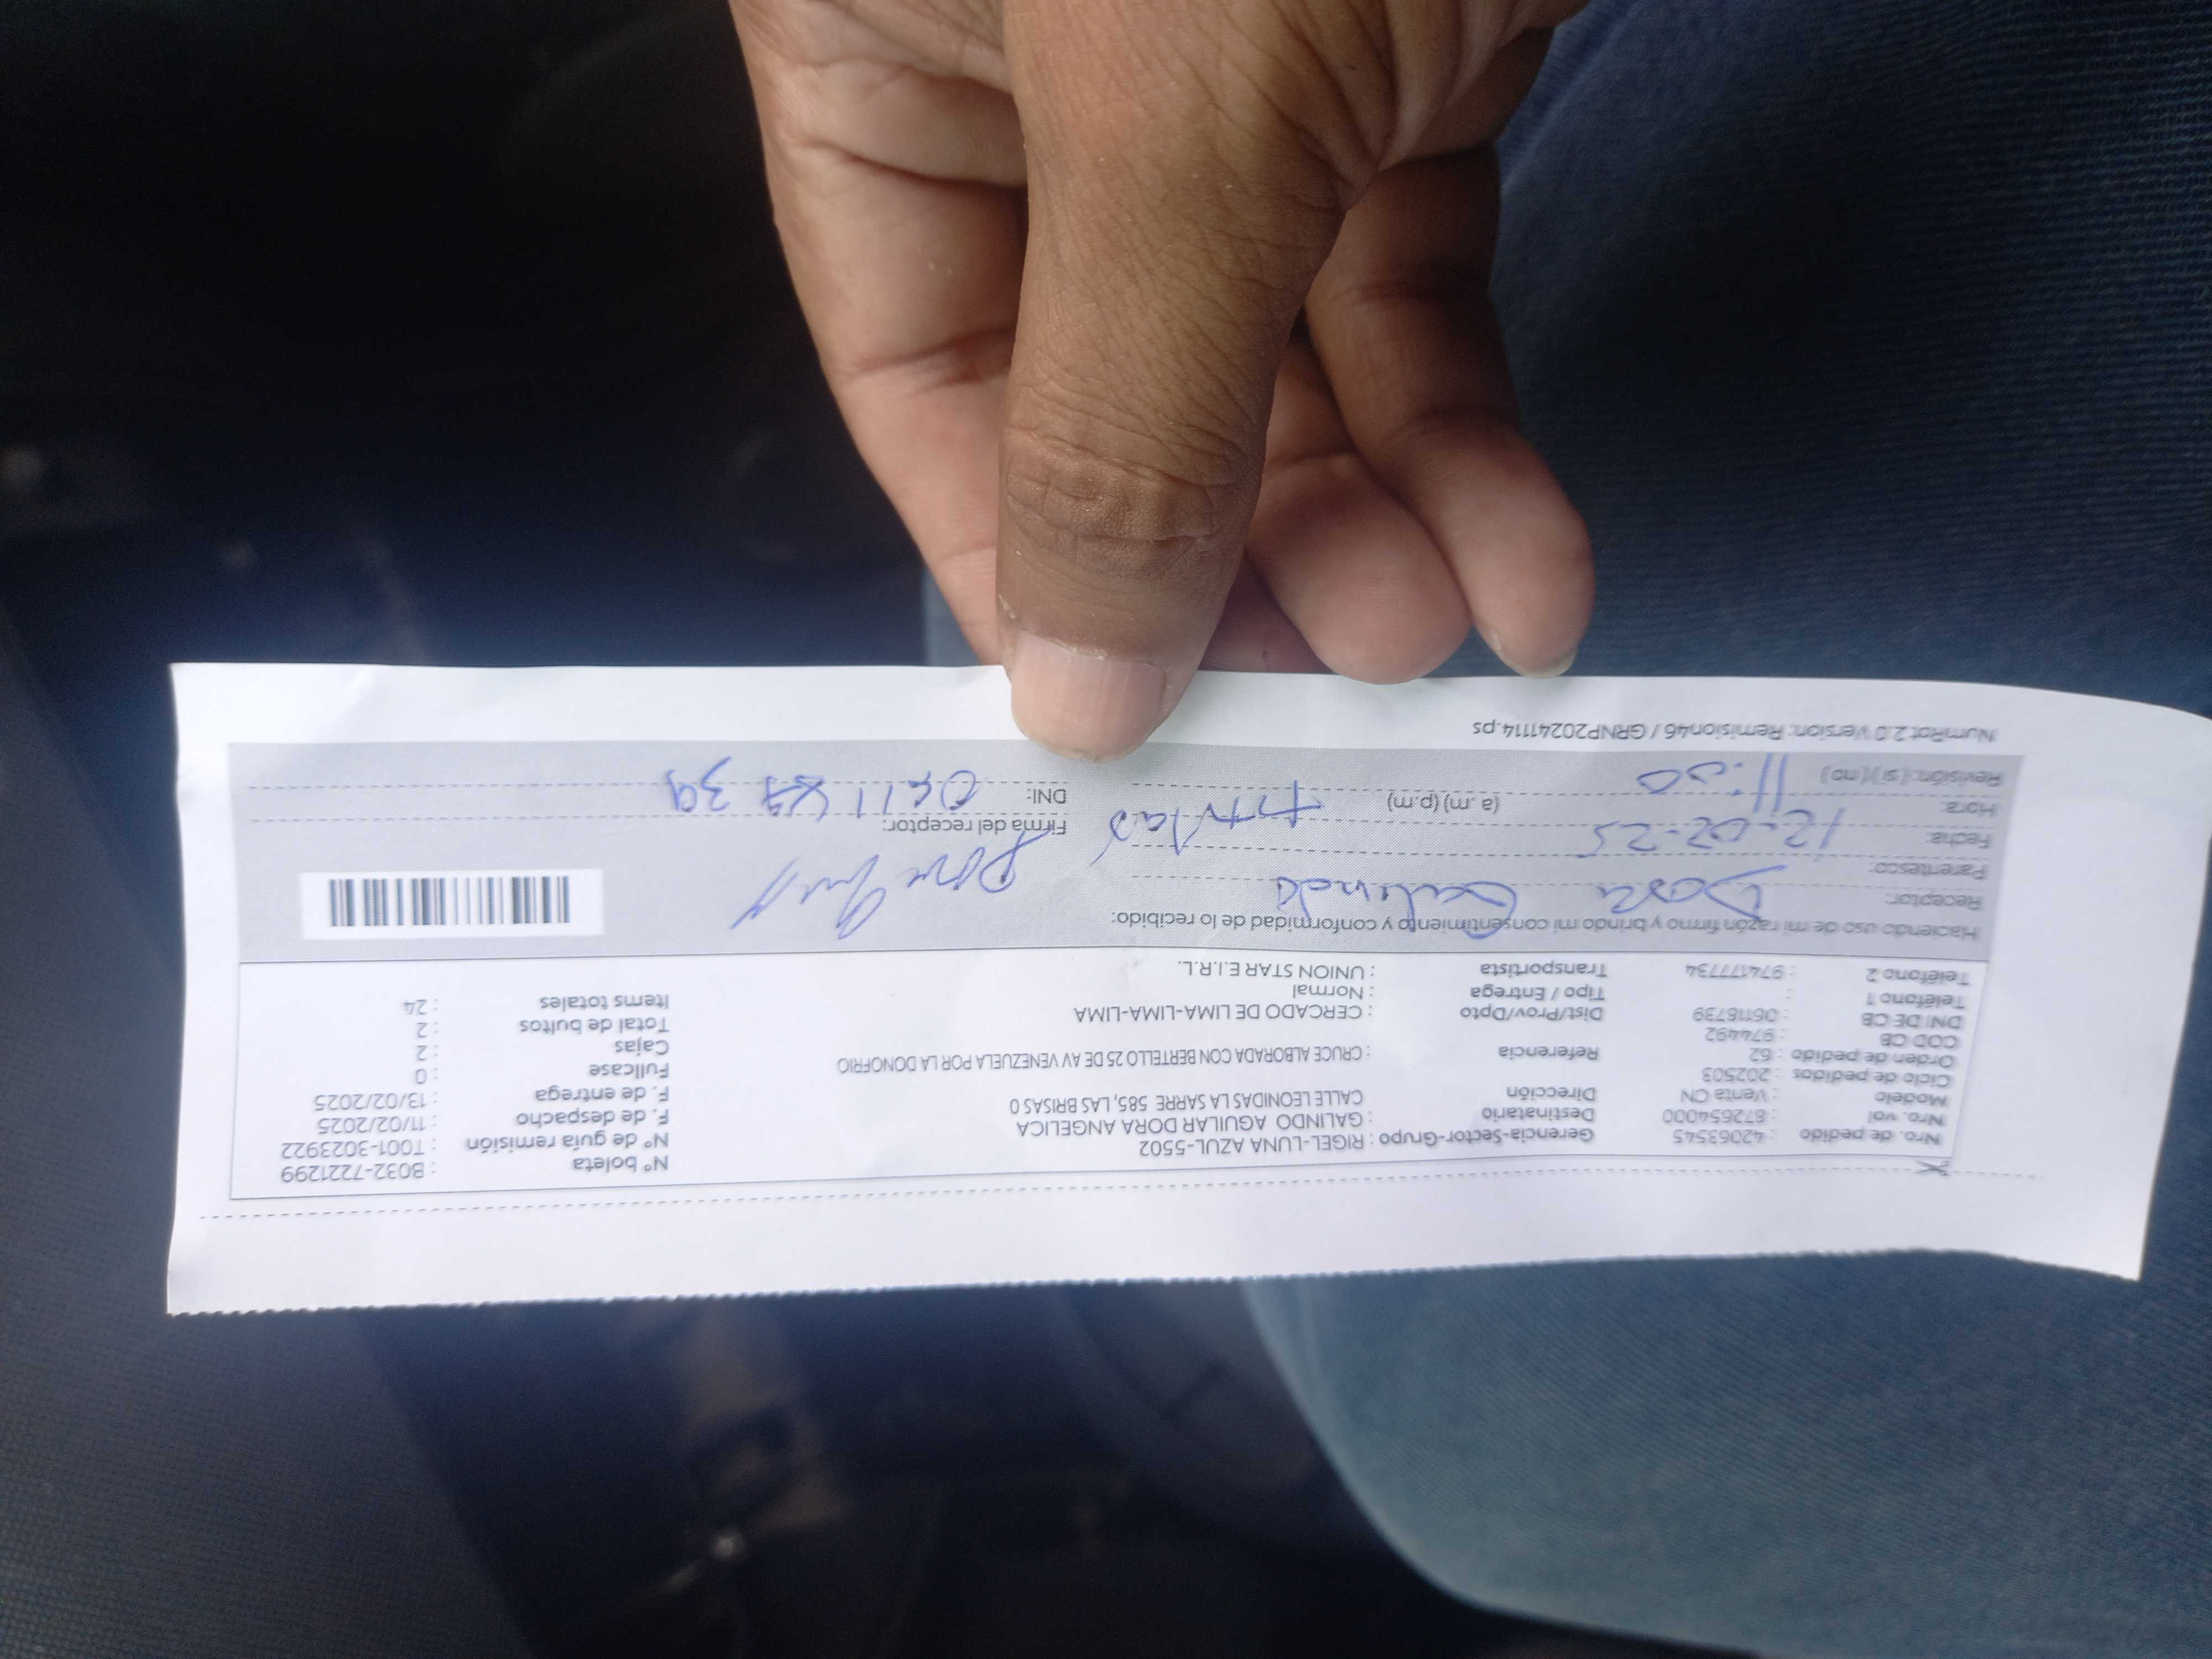 Nro. de pedido : 42063545 Gerencia-Sector-Grupo : RIGEL-LUNA AZUL-5502 N° boleta : B032-7221299
Nro. val : 872654000 Destinatario : GALINDO AGUILAR DORA ANGELICA N° de guía remisión : T001-3023922
Modelo : Venta CN Dirección CALLE LEONIDAS LA SARRE 585, LAS BRISAS 0 F. de despacho : 11/02/2025
Ciclo de pedidos : 202503 F. de entrega : 13/02/2025
Orden de pedido : 62 Referencia : CRUCE ALBORADA CON BERTELLO 25 DE AV VENEZUELA POR LA DONOFRIO Fullcase : 0
COD CB : 974492 Cajas : 2
DNI DE CB : 06118739 Dist/Prov/Dpto : CERCADO DE LIMA-LIMA-LIMA Total de bultos : 2
Teléfono 1 : Tipo / Entrega : Normal Items totales : 24
Teléfono 2 : 974177734 Transportista : UNION STAR E.I.R.L.
Haciendo uso de mi razón firmo y brindo mi consentimiento y conformidad de lo recibido:
Receptor: Dora Galindo
Parentesco:
Fecha: 12-02-25 Firma del receptor:
Hora: 11:00 (a.m) (p.m) DNI:
Revisión: (si) (no)
NumRot 2.0 Version: Remision46 / GRNP20241114.ps